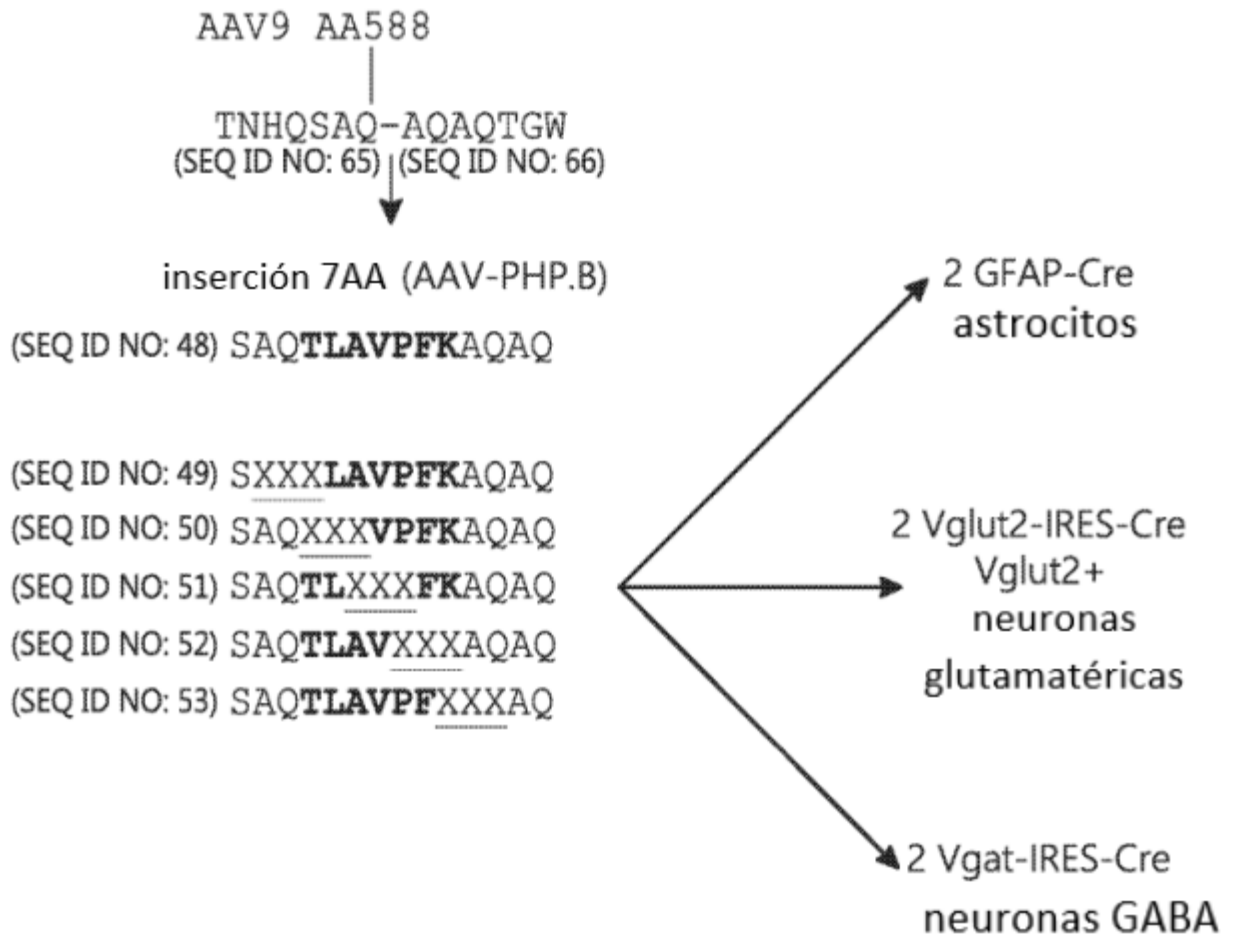 AAV9 AA588
TNHQSAQ-AQAQTGW
(SEQ ID NO: 65) (SEQ ID NO: 66)
inserción 7AA (AAV-PHP.B)
(SEQ ID NO: 48) SAQTLAVPFKAQAQ
(SEQ ID NO: 49) SXXXLAVPFKAQAQ
(SEQ ID NO: 50) SAQXXXVPFKAQAQ
(SEQ ID NO: 51) SAQTLXXXFKAQAQ
(SEQ ID NO: 52) SAQTLAVXXXAQAQ
(SEQ ID NO: 53) SAQTLAVPFXXXAQ
2 GFAP-Cre
astrocitos
2 Vglut2-IRES-Cre
Vglut2+
neuronas
glutamatéricas
2 Vgat-IRES-Cre
neuronas GABA